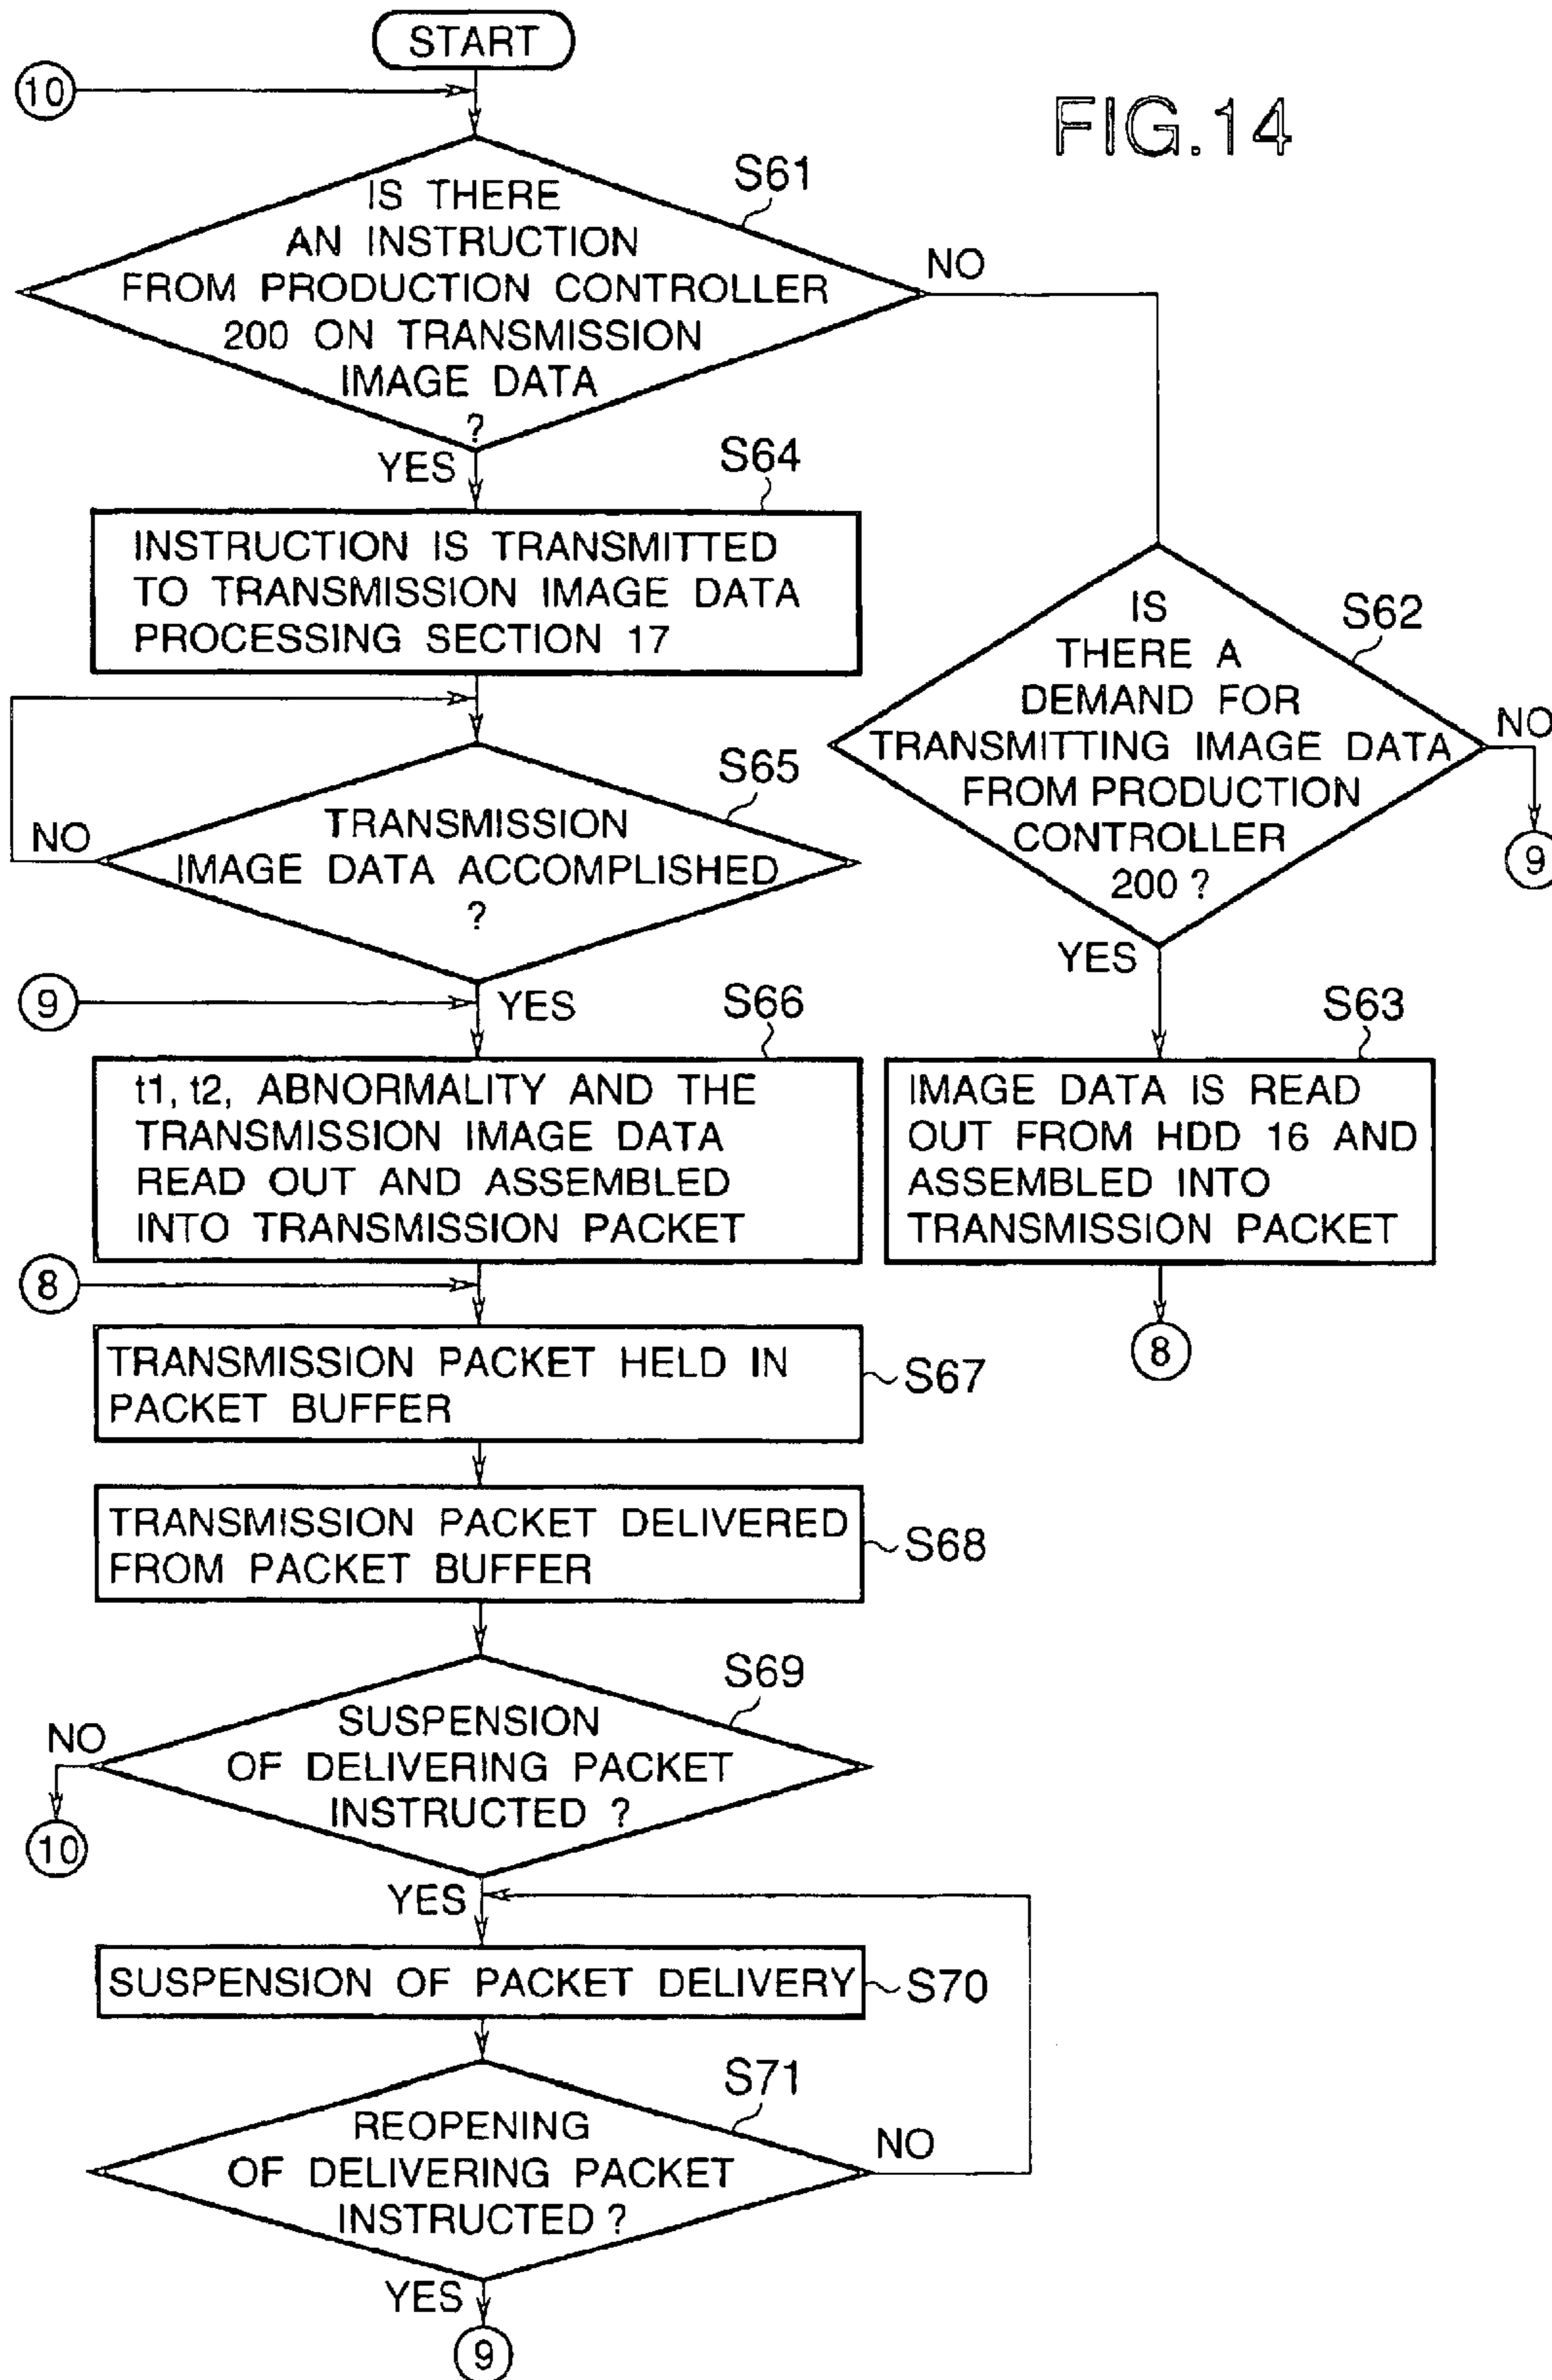 START
10
FIG.14
S61
IS THERE
AN INSTRUCTION
FROM PRODUCTION CONTROLLER
200 ON TRANSMISSION
IMAGE DATA
?
NO
YES
S64
INSTRUCTION IS TRANSMITTED
TO TRANSMISSION IMAGE DATA
PROCESSING SECTION 17
S62
IS
THERE A
DEMAND FOR
TRANSMITTING IMAGE DATA
FROM PRODUCTION
CONTROLLER
200 ?
NO
9
YES
S65
TRANSMISSION
IMAGE DATA ACCOMPLISHED
?
NO
YES
9
S66
t1, t2, ABNORMALITY AND THE
TRANSMISSION IMAGE DATA
READ OUT AND ASSEMBLED
INTO TRANSMISSION PACKET
S63
IMAGE DATA IS READ
OUT FROM HDD 16 AND
ASSEMBLED INTO
TRANSMISSION PACKET
8
8
TRANSMISSION PACKET HELD IN
PACKET BUFFER
S67
TRANSMISSION PACKET DELIVERED
FROM PACKET BUFFER
S68
S69
SUSPENSION
OF DELIVERING PACKET
INSTRUCTED ?
NO
10
YES
SUSPENSION OF PACKET DELIVERY
S70
S71
REOPENING
OF DELIVERING PACKET
INSTRUCTED ?
NO
YES
9